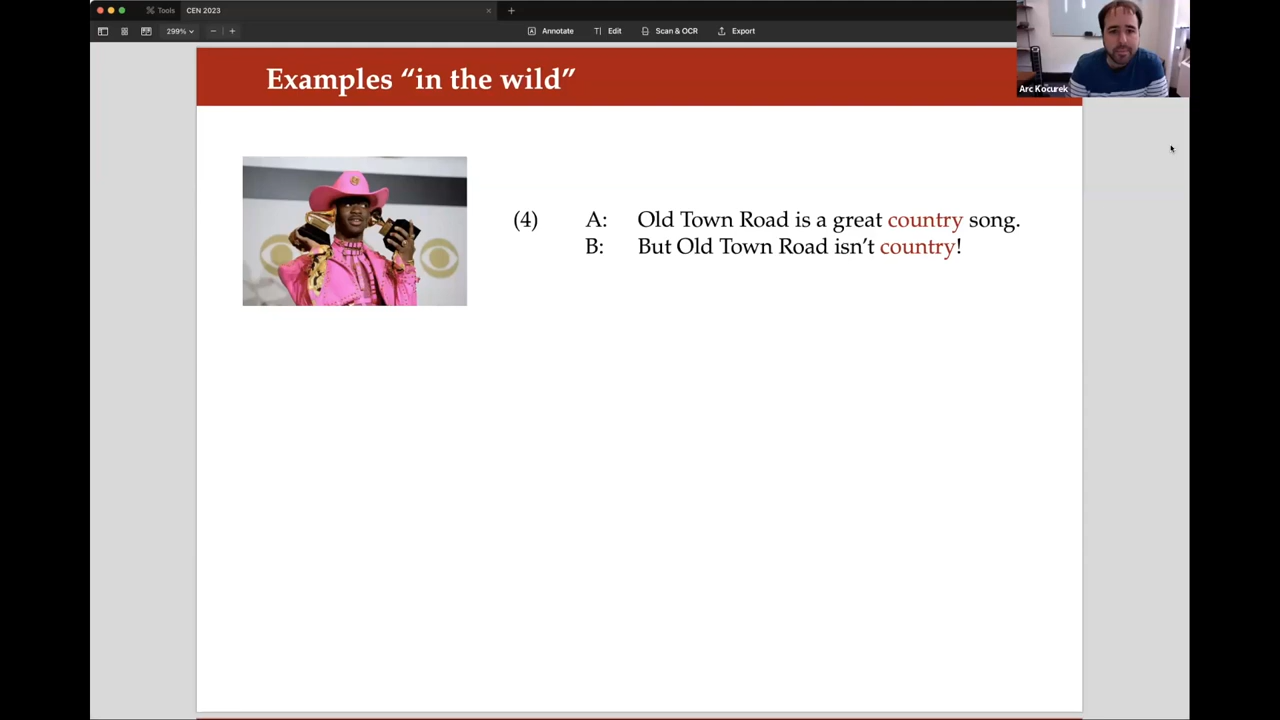 Tools
CEN 2023
299%
Annotate
Edit
Scan & OCR
Export
Arc Kocurek
Examples “in the wild”
(4) A: Old Town Road is a great country song.
B: But Old Town Road isn’t country!